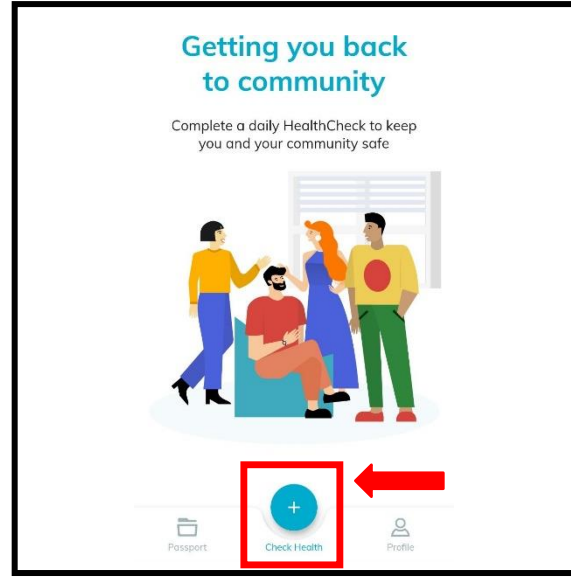 Getting you back
to community
Complete a daily HealthCheck to keep
you and your community safe
+
Passport Check Health Profile